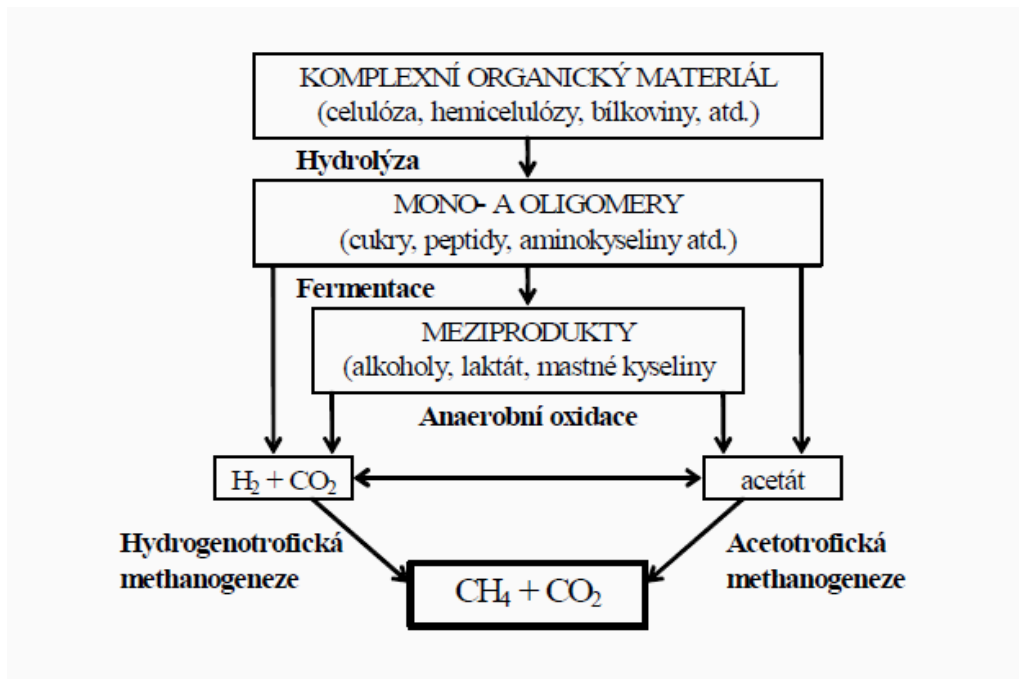 KOMPLEXNÍ ORGANICKÝ MATERIÁL
(celulóza, hemicelulózy, bílkoviny, atd.)
Hydrolýza
MONO- A OLIGOMERY
(cukry, peptidy, aminokyseliny atd.)
Fermentace
MEZIPRODUKTY
(alkoholy, laktát, mastné kyseliny
Anaerobní oxidace
H₂ + CO₂
acetát
Hydrogenotrofická
methanogeneze
Acetotrofická
methanogeneze
CH₄ + CO₂